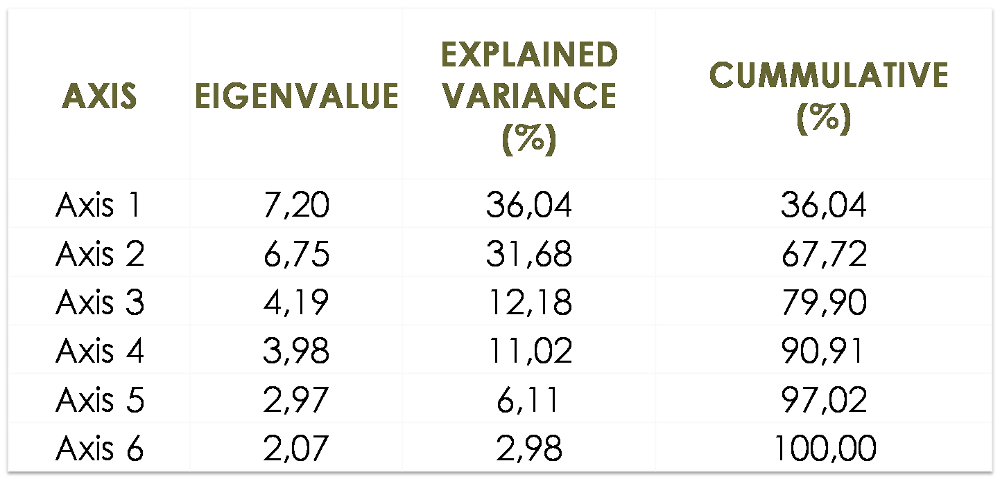 AXIS EIGENVALUE EXPLAINED VARIANCE (%) CUMMULATIVE (%)
Axis 1 7,20 36,04 36,04
Axis 2 6,75 31,68 67,72
Axis 3 4,19 12,18 79,90
Axis 4 3,98 11,02 90,91
Axis 5 2,97 6,11 97,02
Axis 6 2,07 2,98 100,00